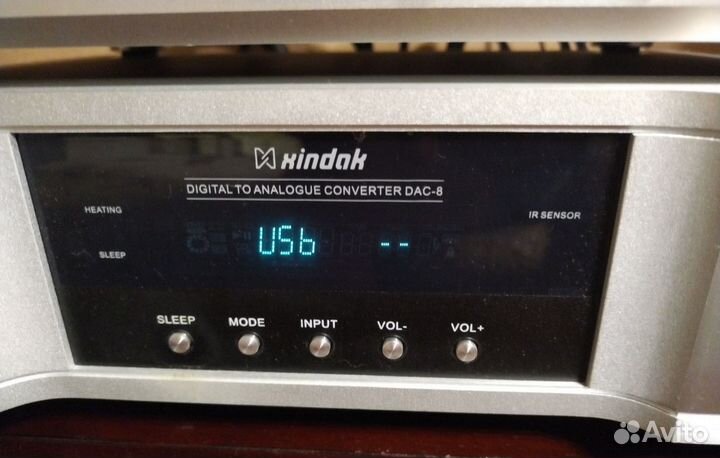 xindak
DIGITAL TO ANALOGUE CONVERTER DAC-8
HEATING
IR SENSOR
USb --
SLEEP
SLEEP MODE INPUT VOL- VOL+
Avito